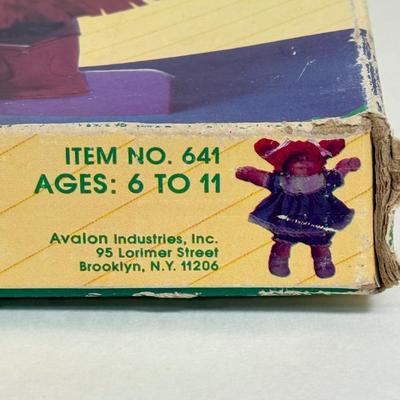 ITEM NO. 641
AGES: 6 TO 11
Avalon Industries, Inc.
95 Lorimer Street
Brooklyn, N.Y. 11206